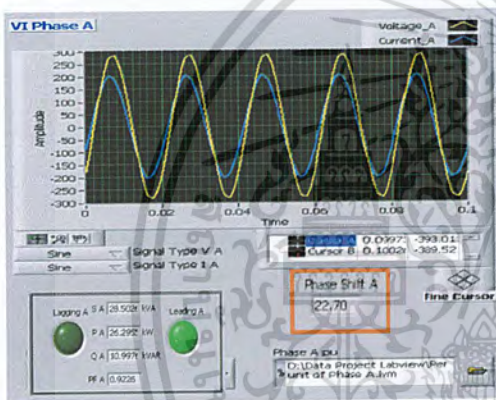 VI Phase A
Voltage_A
Current_A
300
250
200
150
100
50
0
-50
-100
-150
-200
-250
-300
Amplitude
0
0.02
0.04
0.06
0.08
0.1
Time
Sine
Signal Type V A
Sine
Signal Type I A
0.0997
-393.01
Cursor B
0.1002
-389.52
Phase Shift A
22.70
Fine Cursor
Lagging A
S A
28.502
kVA
Leading A
P A
26.295
kW
Q A
10.997
kVAR
PF A
0.9226
Phase A pu
D:\Data Project Labview\Per
unit of Phase A.lvm